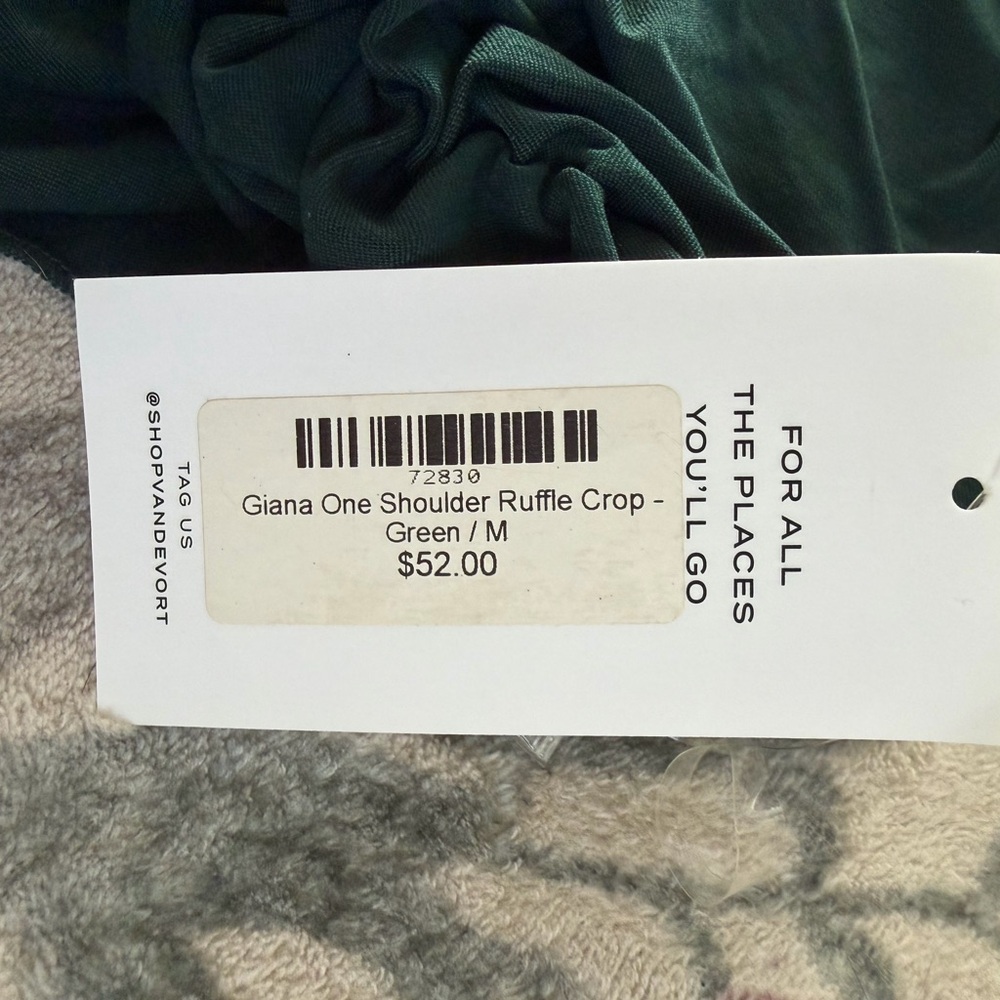 72830
Giana One Shoulder Ruffle Crop -
Green / M
$52.00
FOR ALL
THE PLACES
YOU'LL GO
TAG US
@SHOPVANDEVORT